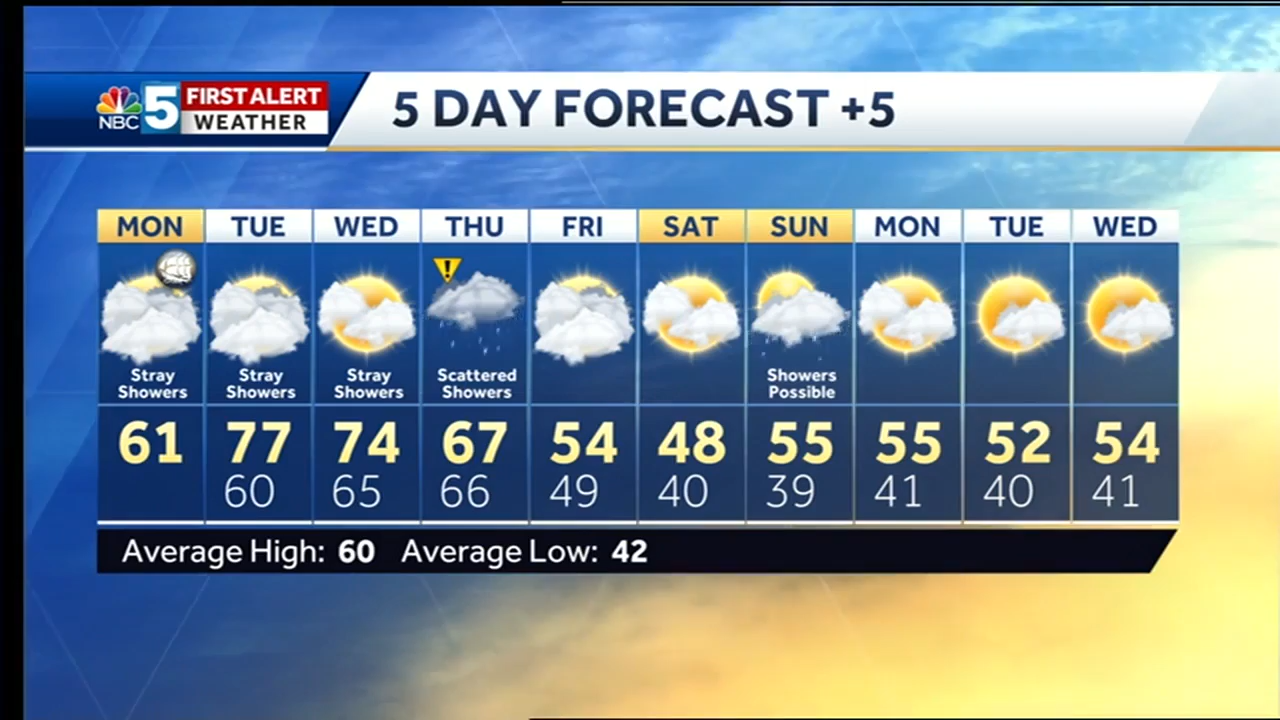 NBC 5 FIRST ALERT WEATHER
5 DAY FORECAST +5
MON TUE WED THU FRI SAT SUN MON TUE WED
!
Stray Showers
Stray Showers
Stray Showers
Scattered Showers
Showers Possible
61 77 74 67 54 48 55 55 52 54
60 65 66 49 40 39 41 40 41
Average High: 60 Average Low: 42